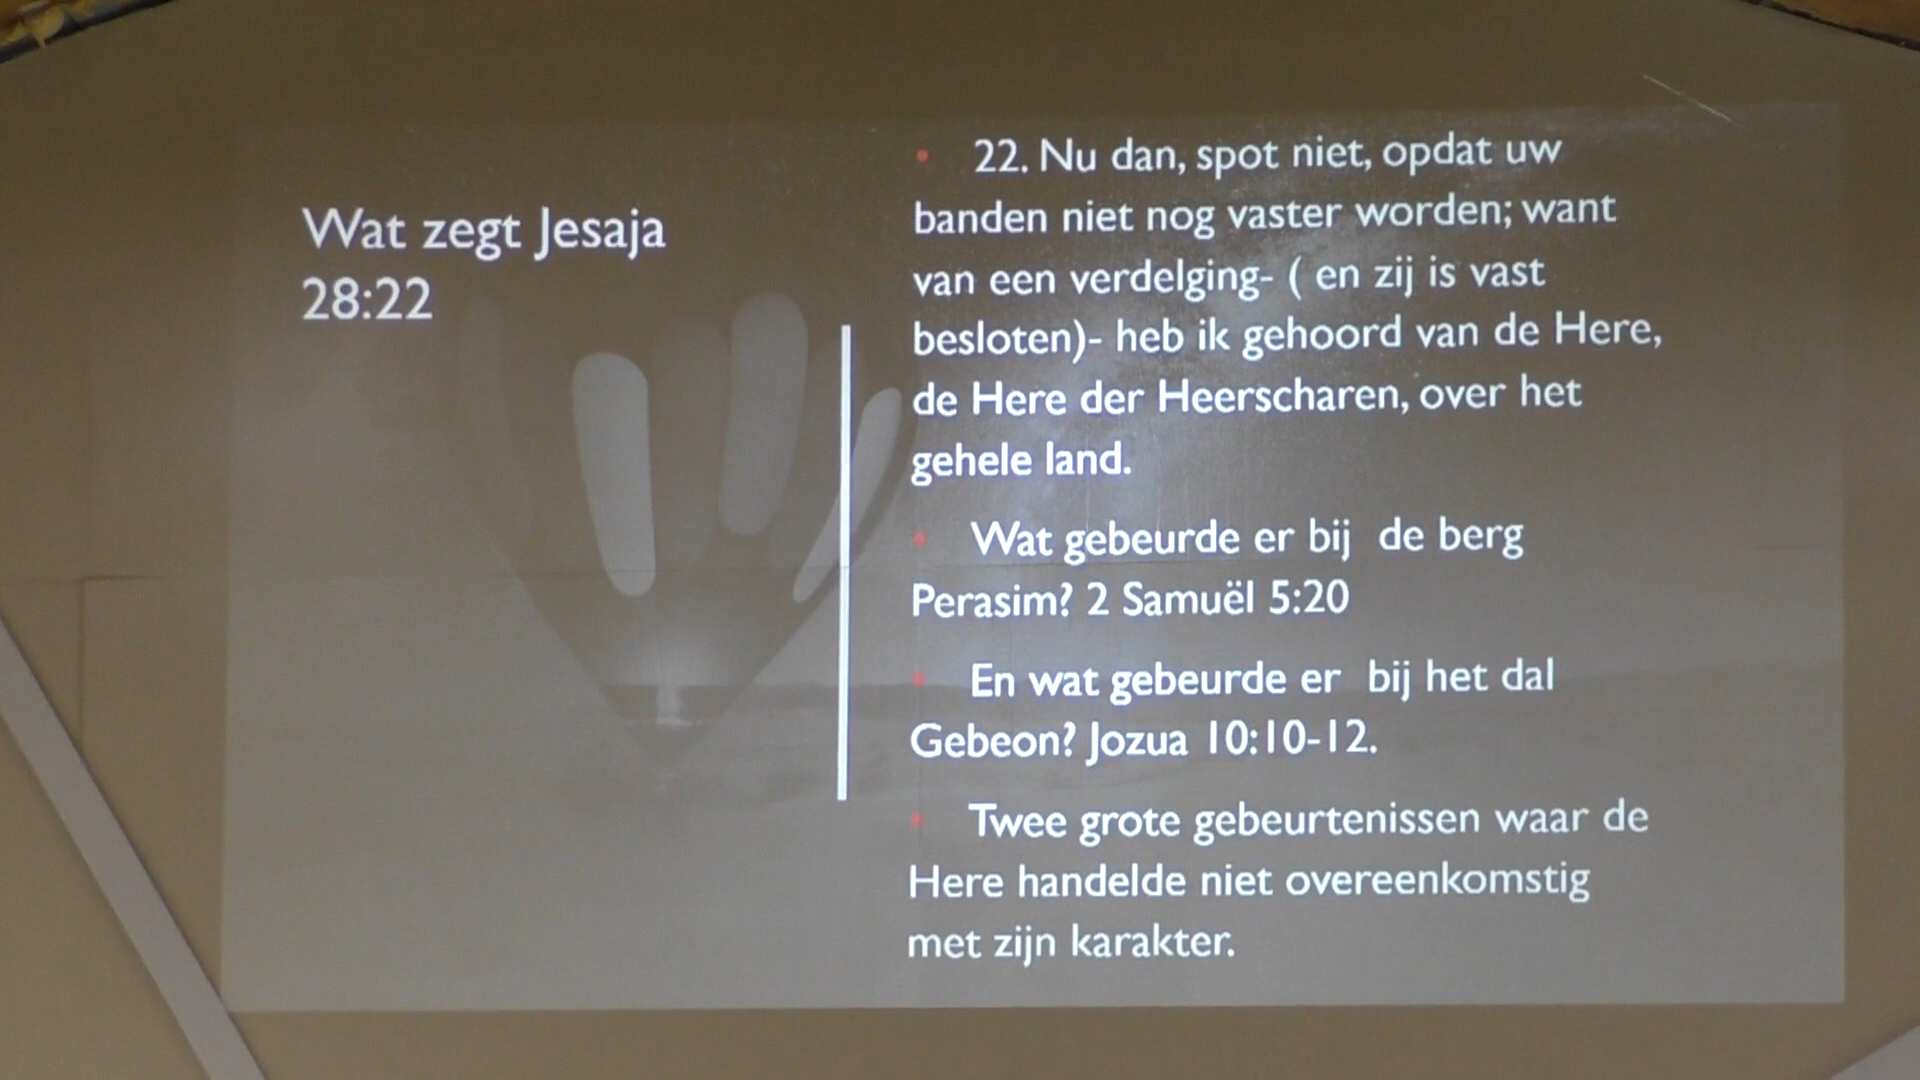 Wat zegt Jesaja
28:22
• 22. Nu dan, spot niet, opdat uw
banden niet nog vaster worden; want
van een verdelging- ( en zij is vast
besloten)- heb ik gehoord van de Here,
de Here der Heerscharen, over het
gehele land.
• Wat gebeurde er bij de berg
Perasim? 2 Samuël 5:20
• En wat gebeurde er bij het dal
Gebeon? Jozua 10:10-12.
• Twee grote gebeurtenissen waar de
Here handelde niet overeenkomstig
met zijn karakter.